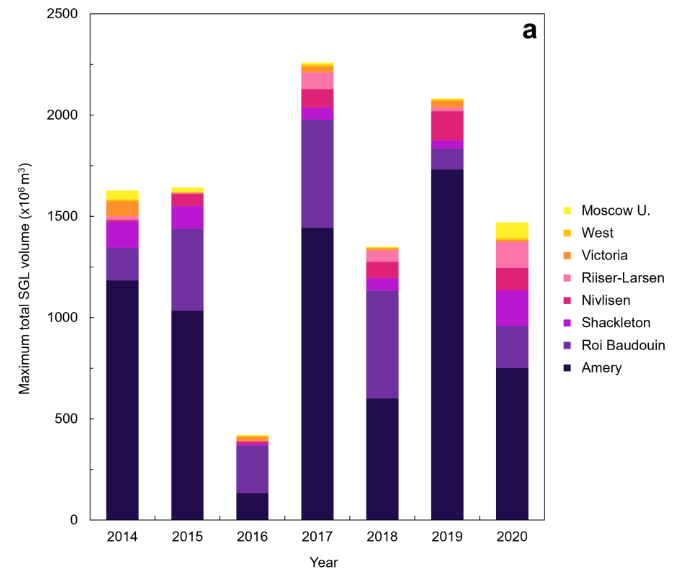 a
2500
2000
1500
1000
500
0
Maximum total SGL volume (x10⁶ m³)
2014 2015 2016 2017 2018 2019 2020
Year
Moscow U.
West
Victoria
Riiser-Larsen
Nivlisen
Shackleton
Roi Baudouin
Amery